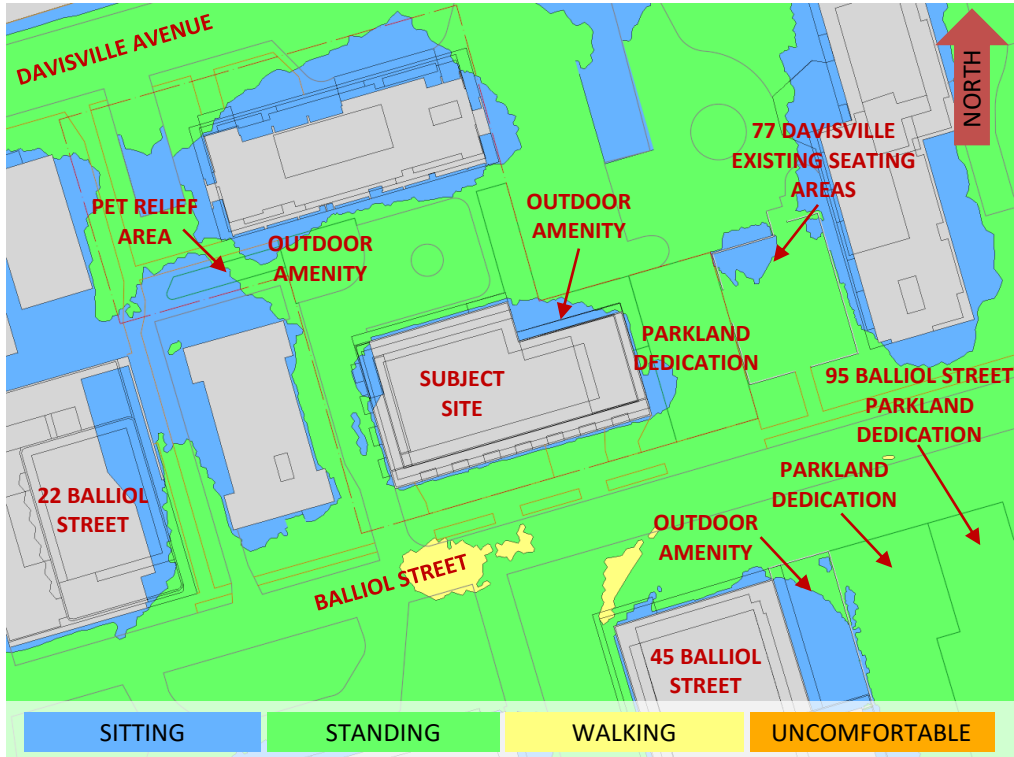 DAVISVILLE AVENUE
NORTH
77 DAVISVILLE
EXISTING SEATING
AREAS
PET RELIEF
AREA
OUTDOOR
AMENITY
OUTDOOR
AMENITY
SUBJECT
SITE
PARKLAND
DEDICATION
95 BALLIOL STREET
PARKLAND
DEDICATION
PARKLAND
DEDICATION
22 BALLIOL
STREET
OUTDOOR
AMENITY
BALLIOL STREET
45 BALLIOL
STREET
SITTING
STANDING
WALKING
UNCOMFORTABLE